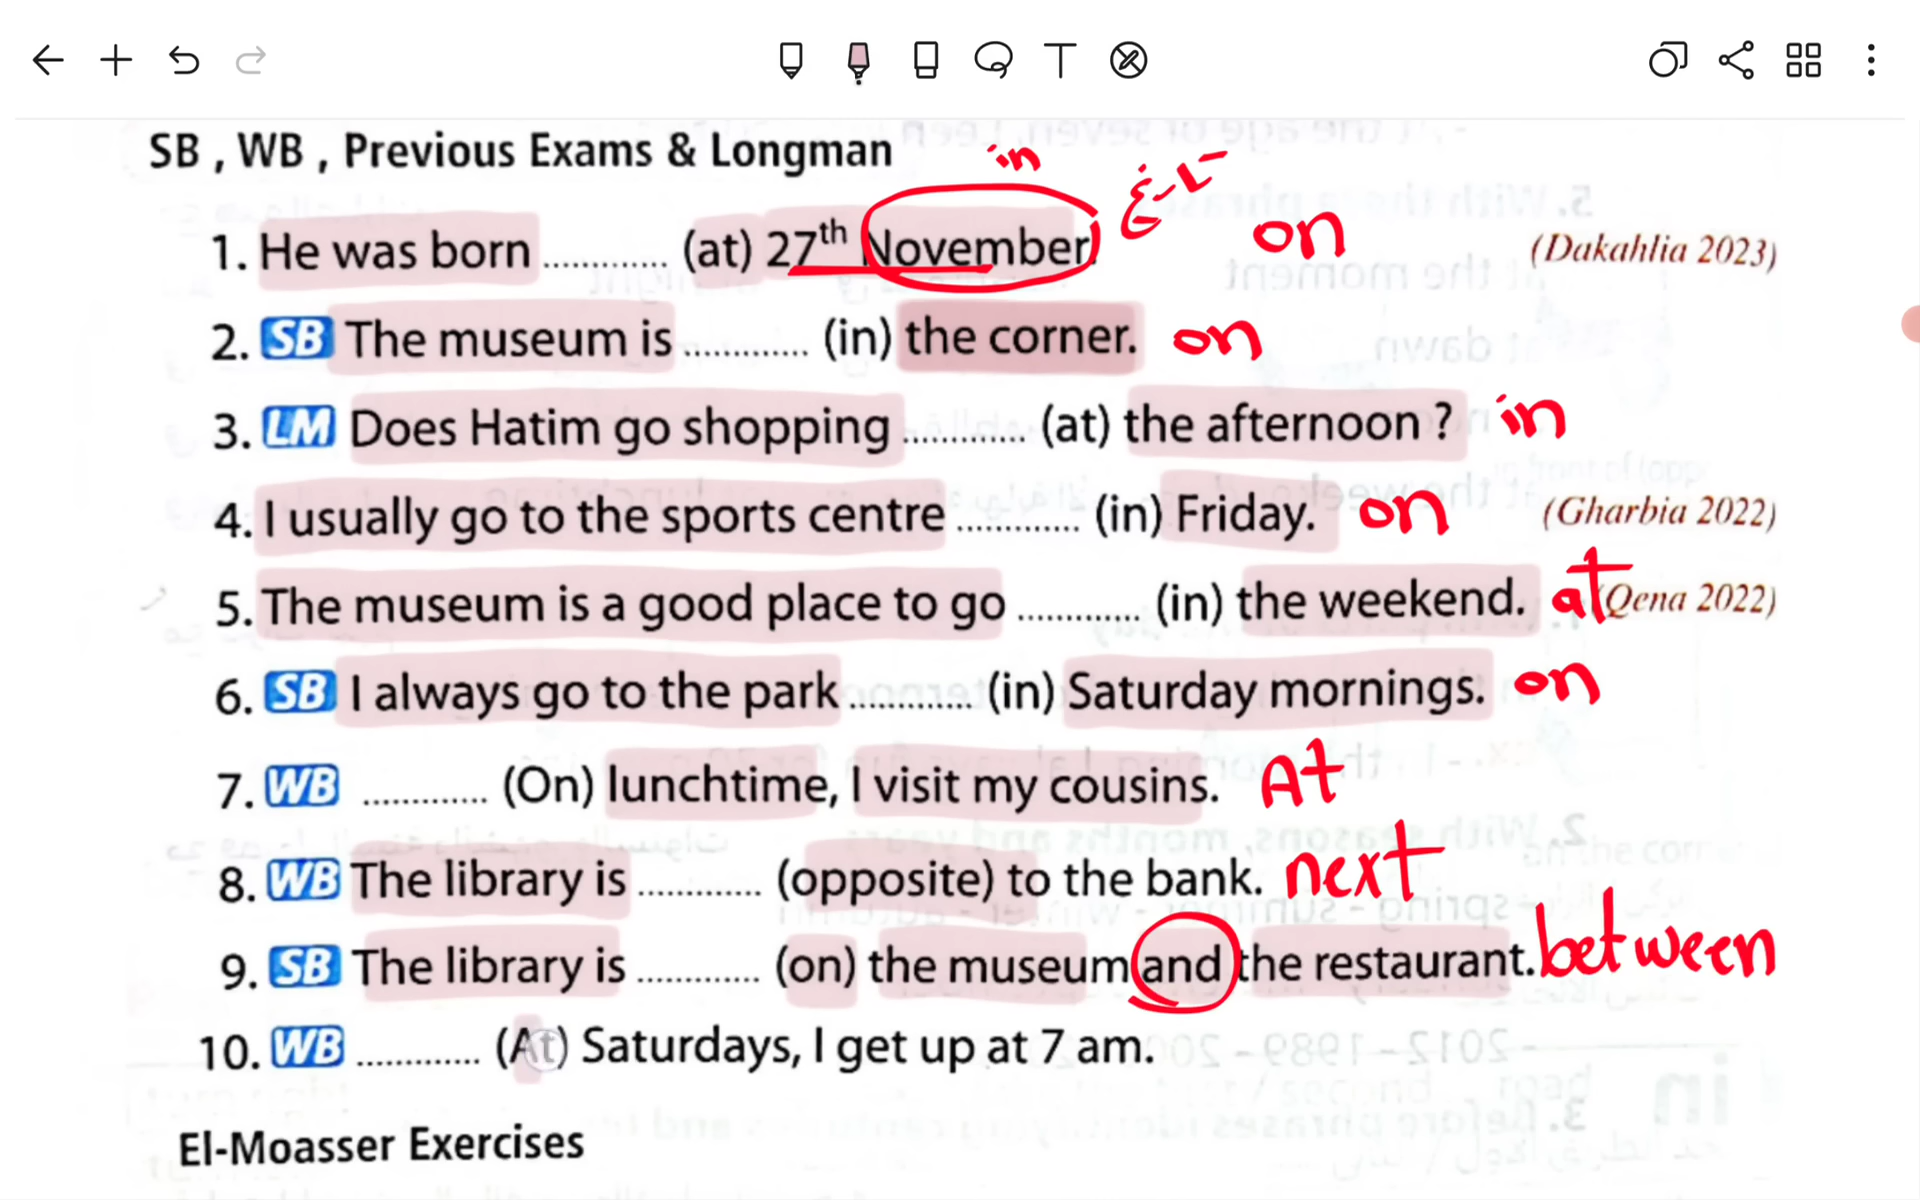 SB , WB , Previous Exams & Longman
in
1. He was born ............ (at) 27th November. on (Dakahlia 2023)
2. SB The museum is ............ (in) the corner. on
3. LM Does Hatim go shopping ............ (at) the afternoon ? in
4. I usually go to the sports centre ............ (in) Friday. on (Gharbia 2022)
5. The museum is a good place to go ............ (in) the weekend. at (Qena 2022)
6. SB I always go to the park ............ (in) Saturday mornings. on
7. WB ............ (On) lunchtime, I visit my cousins. At
8. WB The library is ............ (opposite) to the bank. next
9. SB The library is ............ (on) the museum and the restaurant. between
10. WB ............ (At) Saturdays, I get up at 7 am.
El-Moasser Exercises